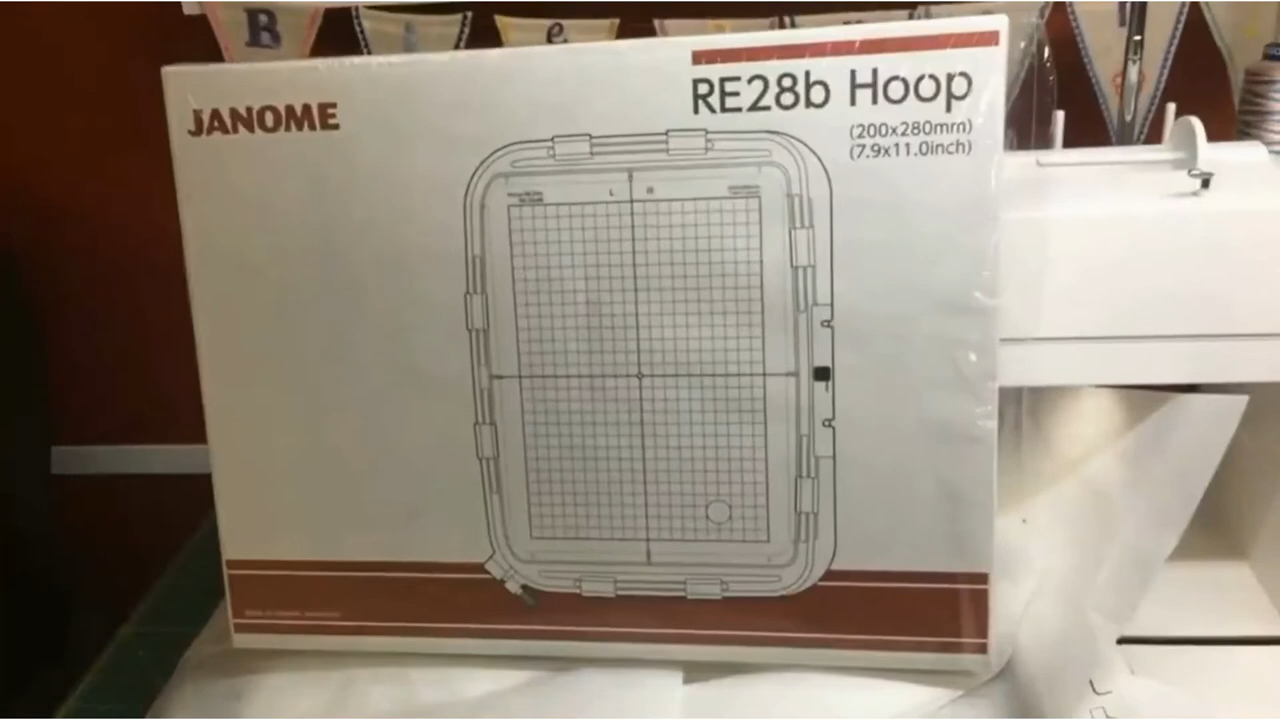 B
e
JANOME
RE28b Hoop
(200x280mm)
(7.9x11.0inch)
L R